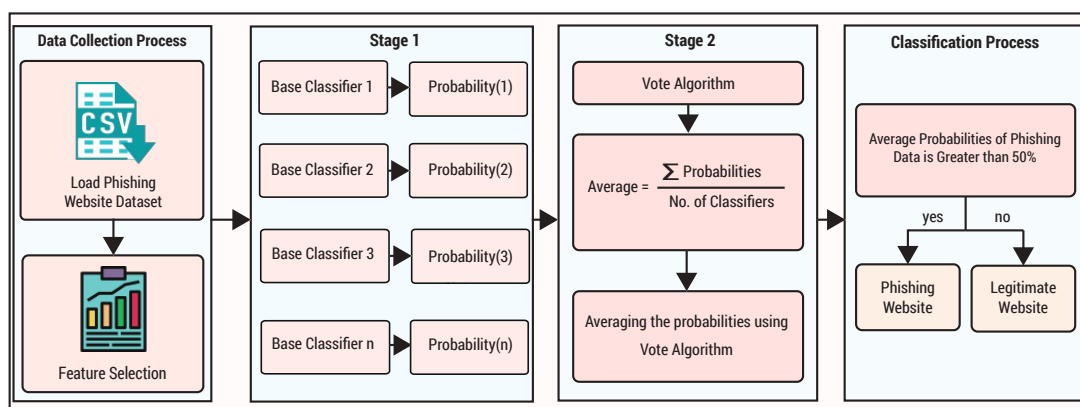 Data Collection Process
CSV
Load Phishing
Website Dataset
Feature Selection
Stage 1
Base Classifier 1
Probability(1)
Base Classifier 2
Probability(2)
Base Classifier 3
Probability(3)
Base Classifier n
Probability(n)
Stage 2
Vote Algorithm
Average = ∑ Probabilities
No. of Classifiers
Averaging the probabilities using
Vote Algorithm
Classification Process
Average Probabilities of Phishing
Data is Greater than 50%
yes
no
Phishing
Website
Legitimate
Website